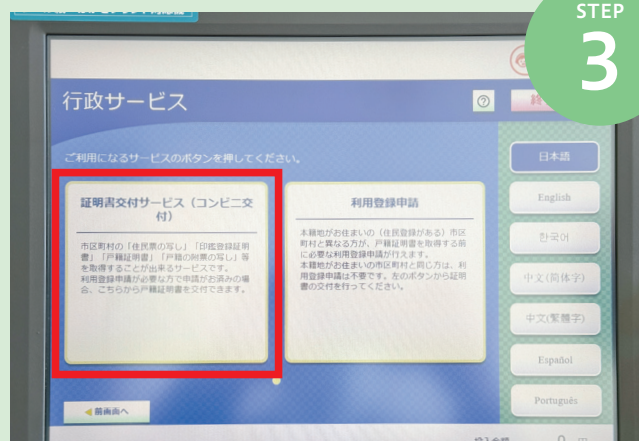 STEP
3
行政サービス
ご利用になるサービスのボタンを押してください。
証明書交付サービス（コンビニ交
付）
市区町村の「住民票の写し」「印鑑登録証明
書」「戸籍証明書」「戸籍の附票の写し」等
を取得することが出来るサービスです。
利用登録申請が必要な方で申請がお済みの場
合、こちらから戸籍証明書を交付できます。
利用登録申請
本籍地がお住まいの（住民登録がある）市区
町村と異なる方が、戸籍証明書を取得する前
に必要な利用登録申請が行えます。
本籍地がお住まいの市区町村と同じ方は、利
用登録申請は不要です。左のボタンから証明
書の交付を行ってください。
日本語
English
한국어
中文(简体字)
中文(繁體字)
Español
Português
前画面へ
0